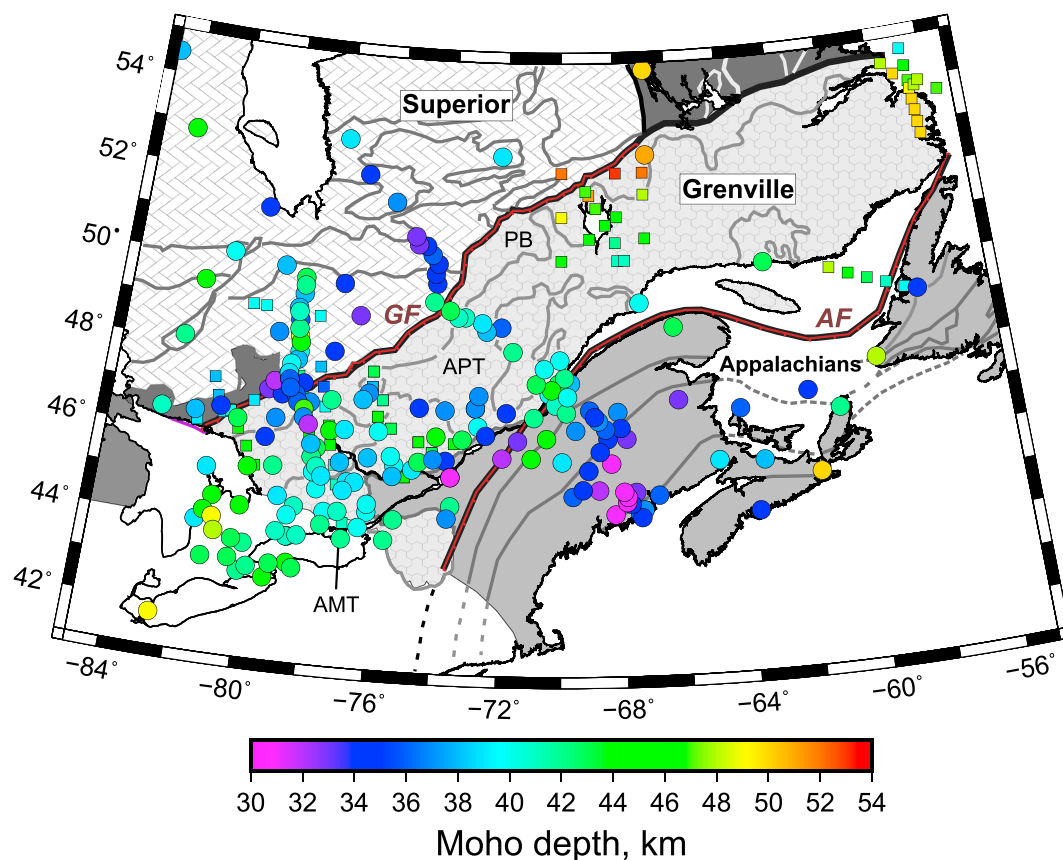 54°
52°
50°
48°
46°
44°
42°
Superior
Grenville
PB
GF
APT
AF
Appalachians
AMT
−84°
−80°
−76°
−72°
−68°
−64°
−60°
−56°
30 32 34 36 38 40 42 44 46 48 50 52 54
Moho depth, km